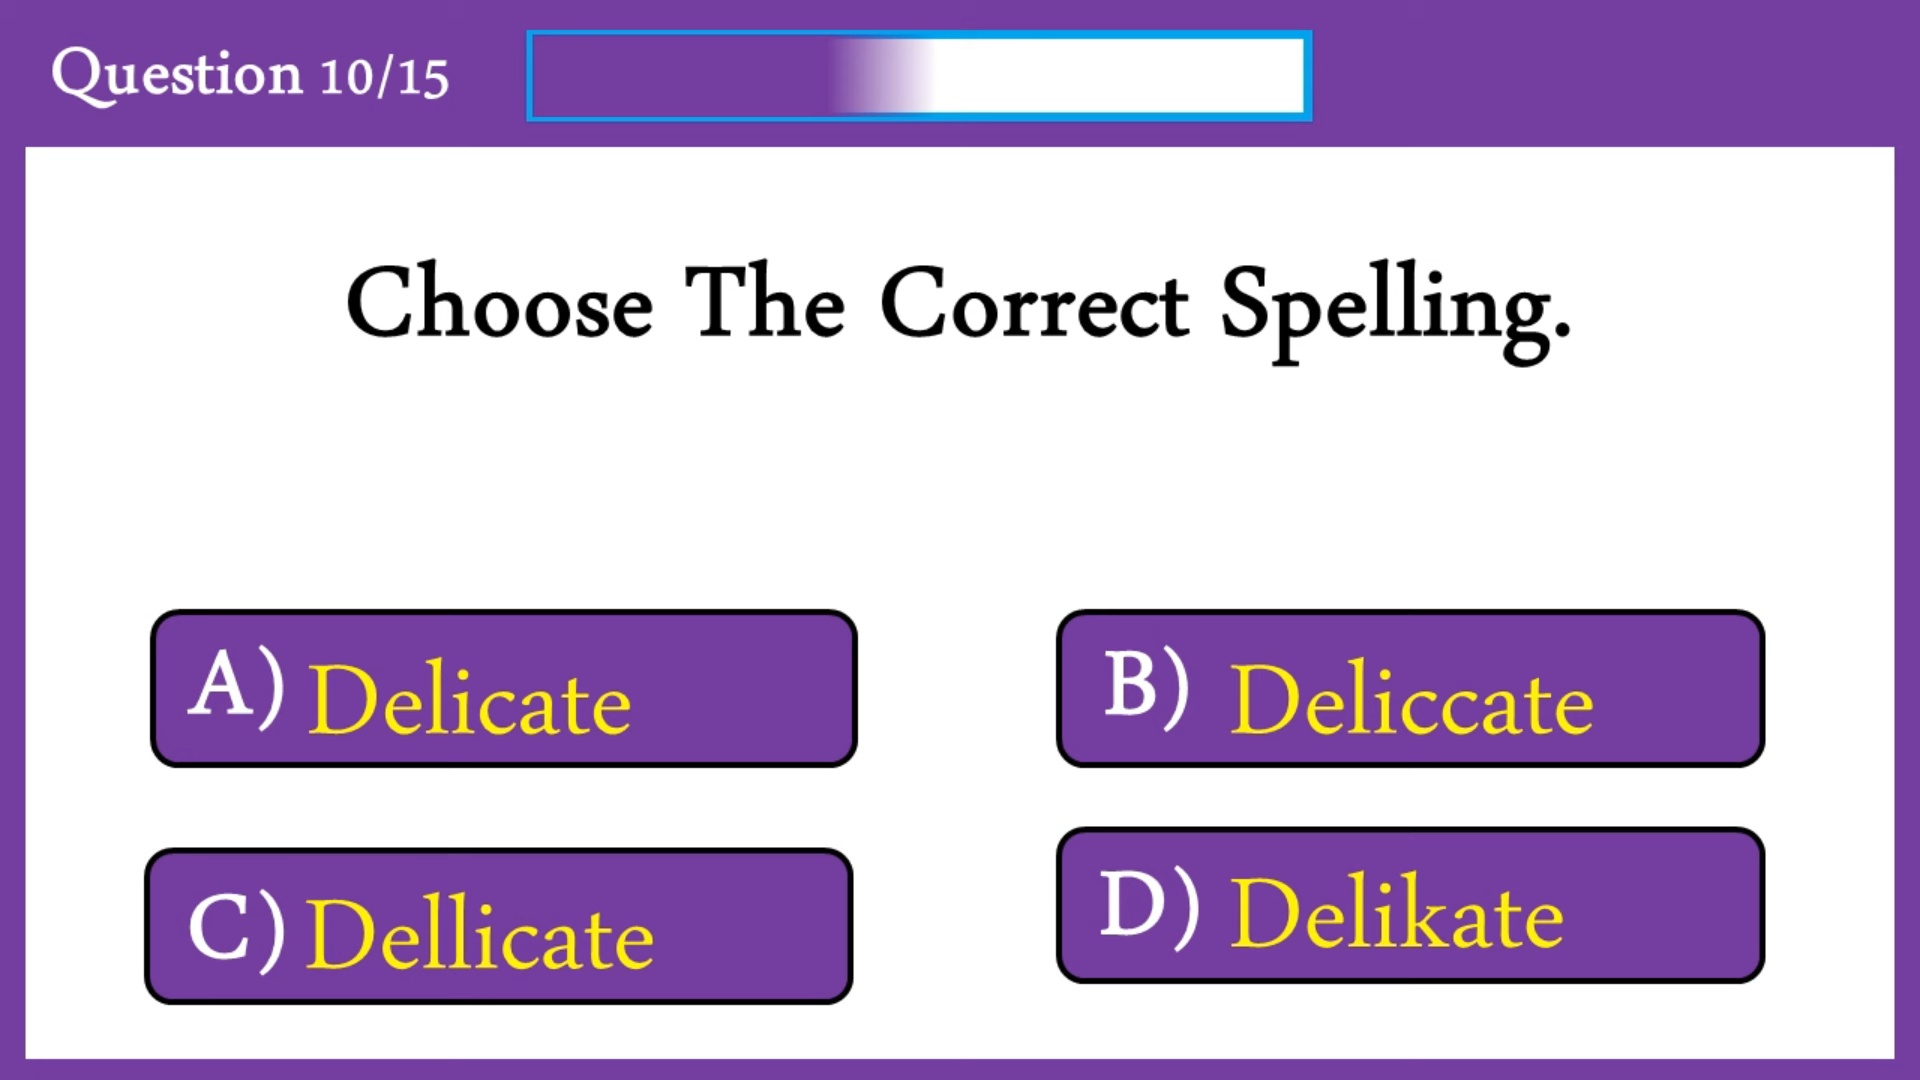 Question 10/15
Choose The Correct Spelling.
A) Delicate
B) Deliccate
C) Dellicate
D) Delikate